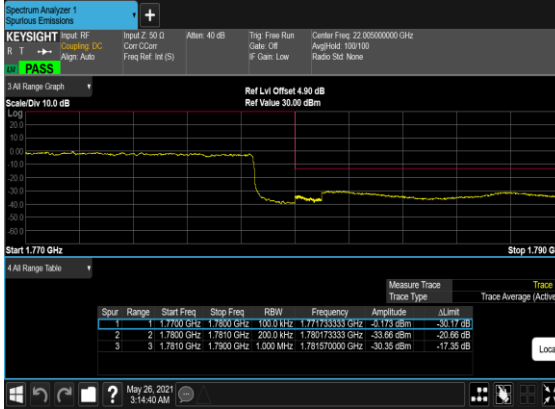 Spectrum Analyzer 1
Spurious Emissions
+
KEYSIGHT Input: RF Input Z: 50 Ω Atten: 40 dB Trig: Free Run Center Freq: 22.005000000 GHz
R T Coupling: DC Corr CCorr Gate: Off Avg|Hold: 100/100
Align: Auto Freq Ref: Int (S) IF Gain: Low Radio Std: None
PASS
3 All Range Graph
Ref Lvl Offset 4.90 dB
Scale/Div 10.0 dB Ref Value 30.00 dBm
Log
20.0
10.0
0.00
-10.0
-20.0
-30.0
-40.0
-50.0
-60.0
Start 1.770 GHz Stop 1.790 G
4 All Range Table
Measure Trace Trace
Trace Type Trace Average (Active
Spur Range Start Freq Stop Freq RBW Frequency Amplitude ΔLimit
1 1 1.7700 GHz 1.7800 GHz 100.0 kHz 1.771733333 GHz -0.173 dBm -30.17 dB
2 2 1.7800 GHz 1.7810 GHz 200.0 kHz 1.780173333 GHz -33.66 dBm -20.66 dB
3 3 1.7810 GHz 1.7900 GHz 1.000 MHz 1.781570000 GHz -30.35 dBm -17.35 dB
Loca
? May 26, 2021
3:14:40 AM